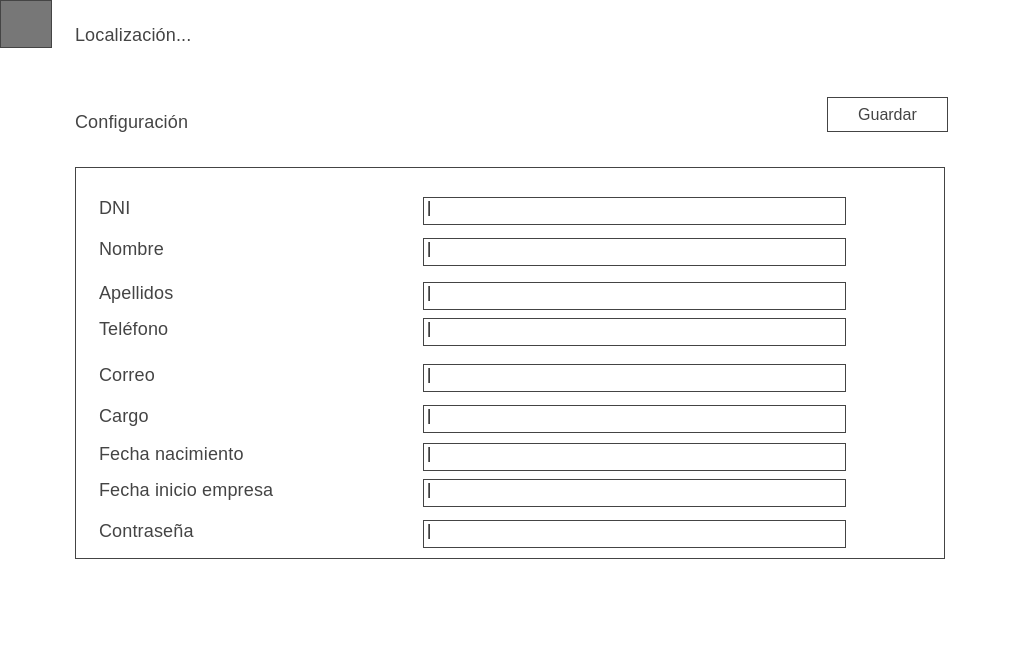 Localización...
Configuración
Guardar
DNI
Nombre
Apellidos
Teléfono
Correo
Cargo
Fecha nacimiento
Fecha inicio empresa
Contraseña